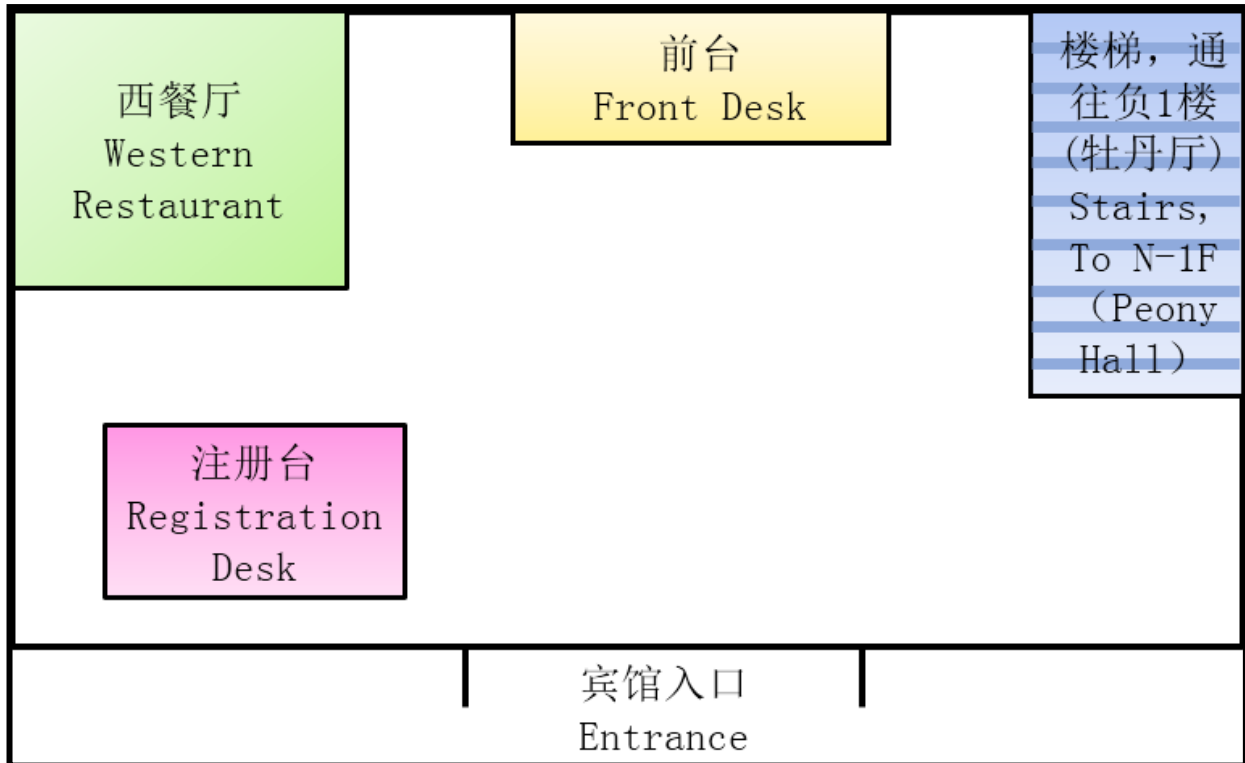 西餐厅
Western
Restaurant
前台
Front Desk
楼梯，通
往负1楼
(牡丹厅)
Stairs,
To N-1F
（Peony
Hall）
注册台
Registration
Desk
宾馆入口
Entrance